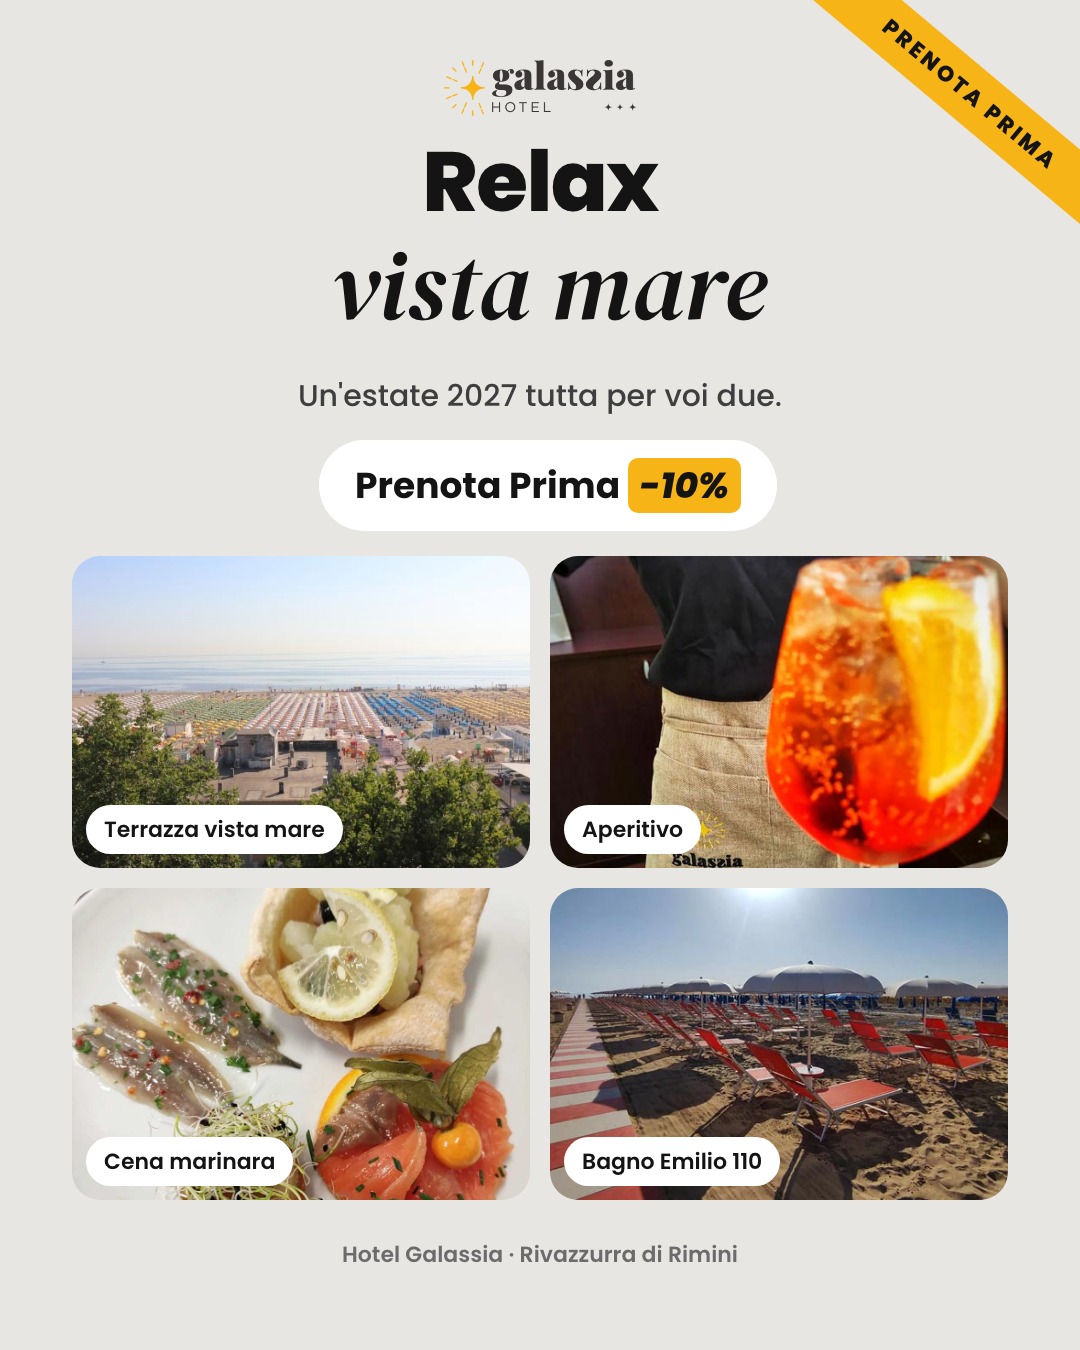 PRENOTA PRIMA
galassia
HOTEL
Relax
vista mare
Un'estate 2027 tutta per voi due.
Prenota Prima -10%
Terrazza vista mare
Aperitivo
galassia
Cena marinara
Bagno Emilio 110
Hotel Galassia · Rivazzurra di Rimini